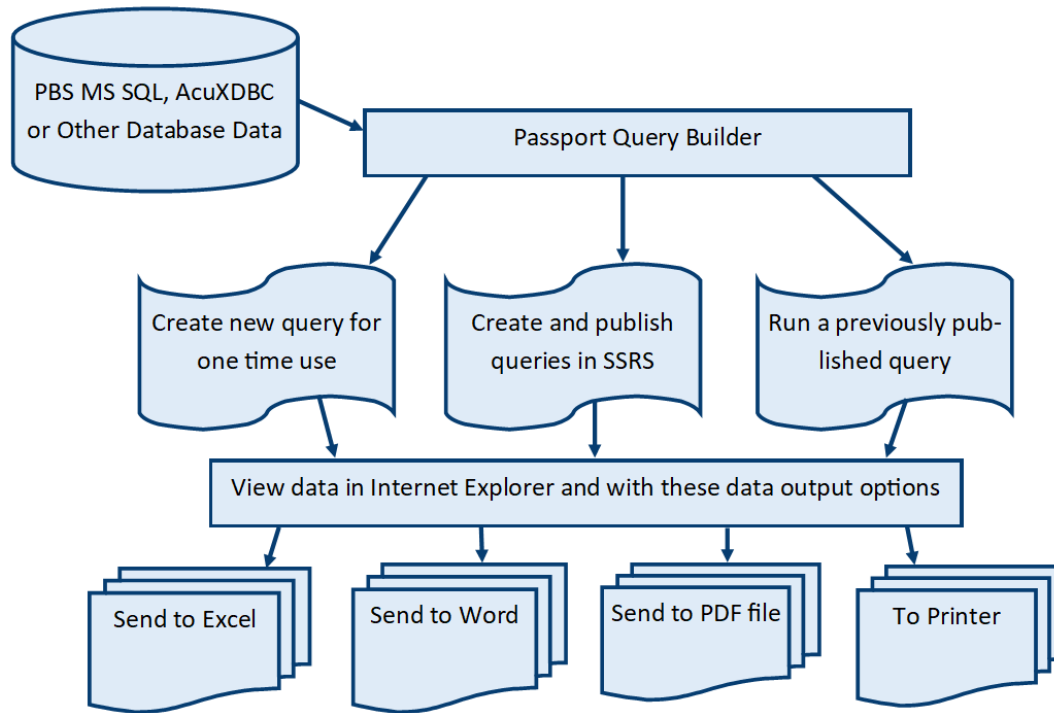 PBS MS SQL, AcuXDBC
or Other Database Data
Passport Query Builder
Create new query for
one time use
Create and publish
queries in SSRS
Run a previously pub-
lished query
View data in Internet Explorer and with these data output options
Send to Excel
Send to Word
Send to PDF file
To Printer